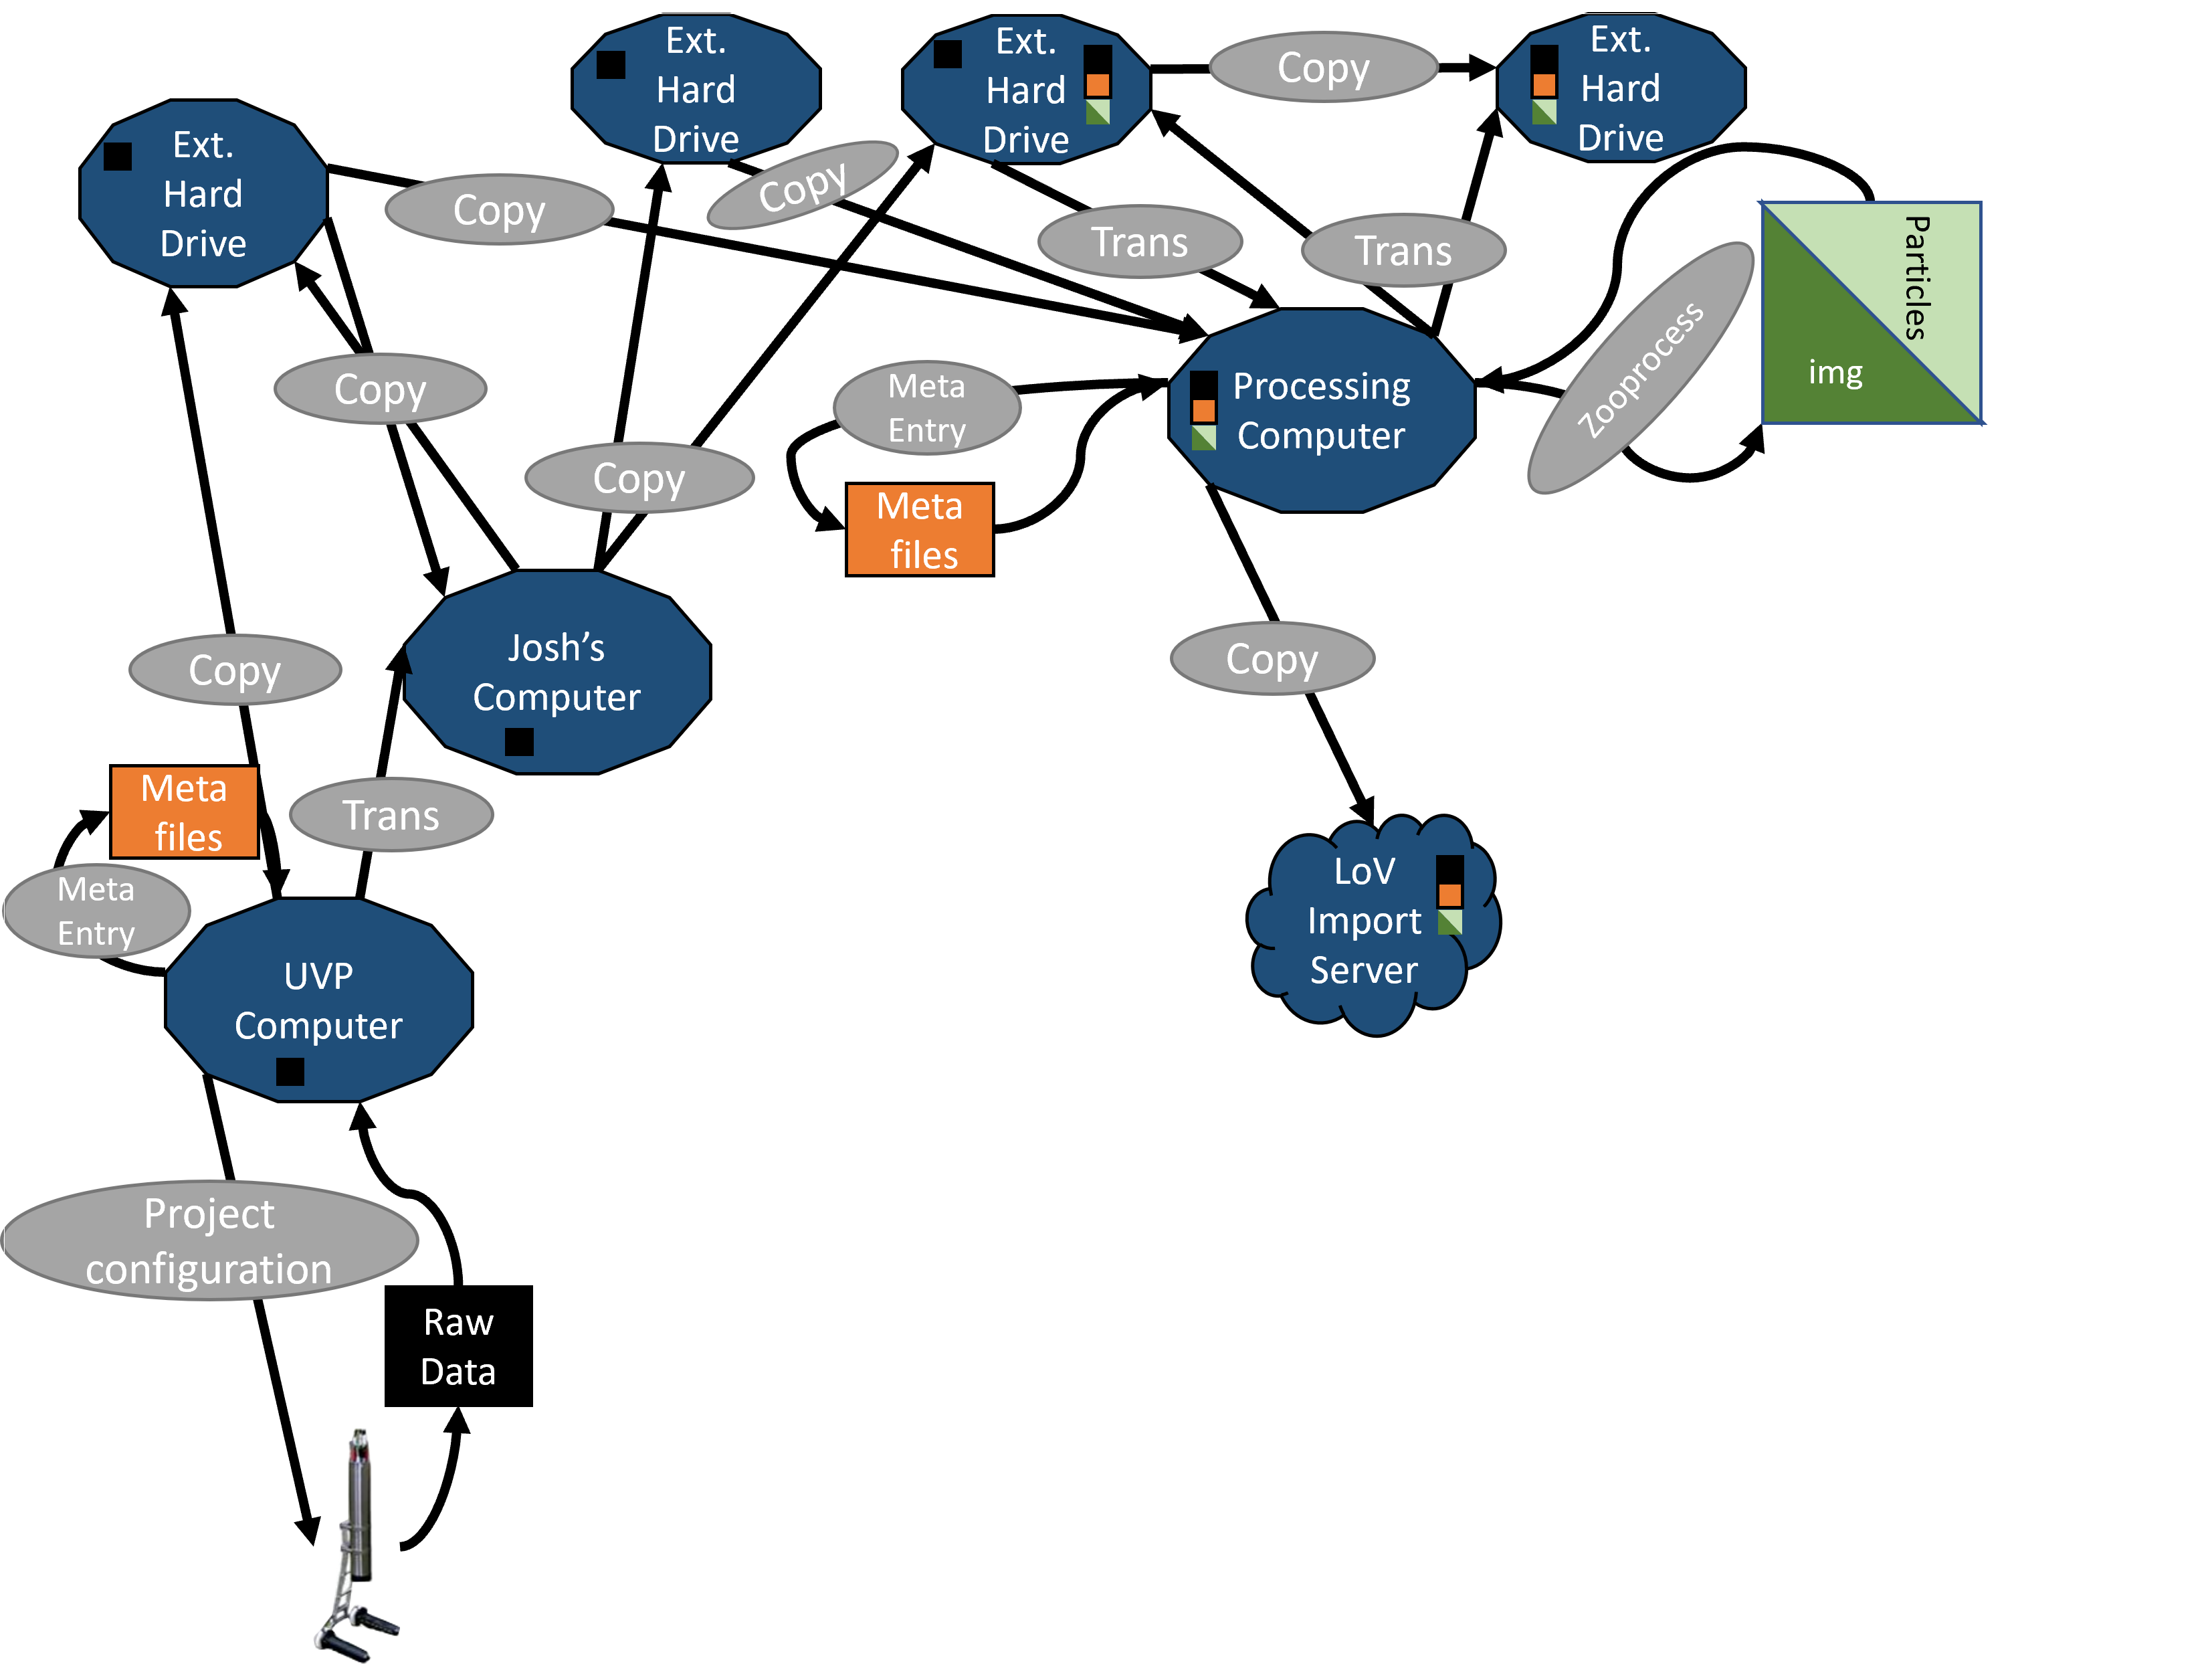 Ext.
Hard
Drive
Ext.
Hard
Drive
Ext.
Hard
Drive
Ext.
Hard
Drive
Copy
Copy
Copy
Trans
Trans
Particles
img
Zooprocess
Processing
Computer
Meta
Entry
Meta
files
Copy
Copy
Josh's
Computer
Copy
Copy
Meta
files
Trans
Meta
Entry
LoV
Import
Server
UVP
Computer
Project
configuration
Raw
Data